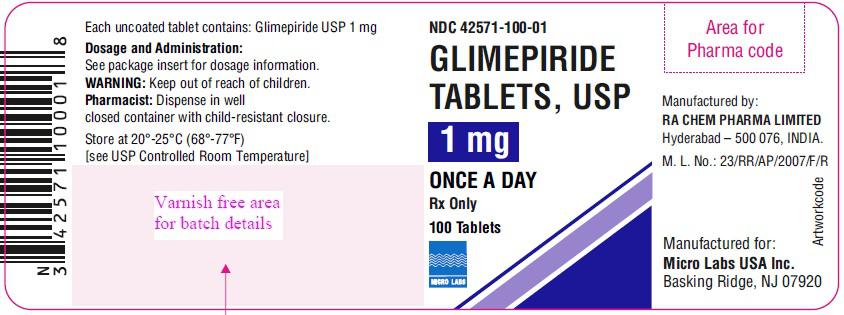 Each uncoated tablet contains: Glimepiride USP 1 mg
Dosage and Administration:
See package insert for dosage information.
WARNING: Keep out of reach of children.
Pharmacist: Dispense in well
closed container with child-resistant closure.
Store at 20°-25°C (68°-77°F)
[see USP Controlled Room Temperature]
Varnish free area
for batch details
N
3 42571 10001 8
NDC 42571-100-01
GLIMEPIRIDE
TABLETS, USP
1 mg
ONCE A DAY
Rx Only
100 Tablets
MICRO LABS
Area for
Pharma code
Manufactured by:
RA CHEM PHARMA LIMITED
Hyderabad – 500 076, INDIA.
M. L. No.: 23/RR/AP/2007/F/R
Artworkcode
Manufactured for:
Micro Labs USA Inc.
Basking Ridge, NJ 07920